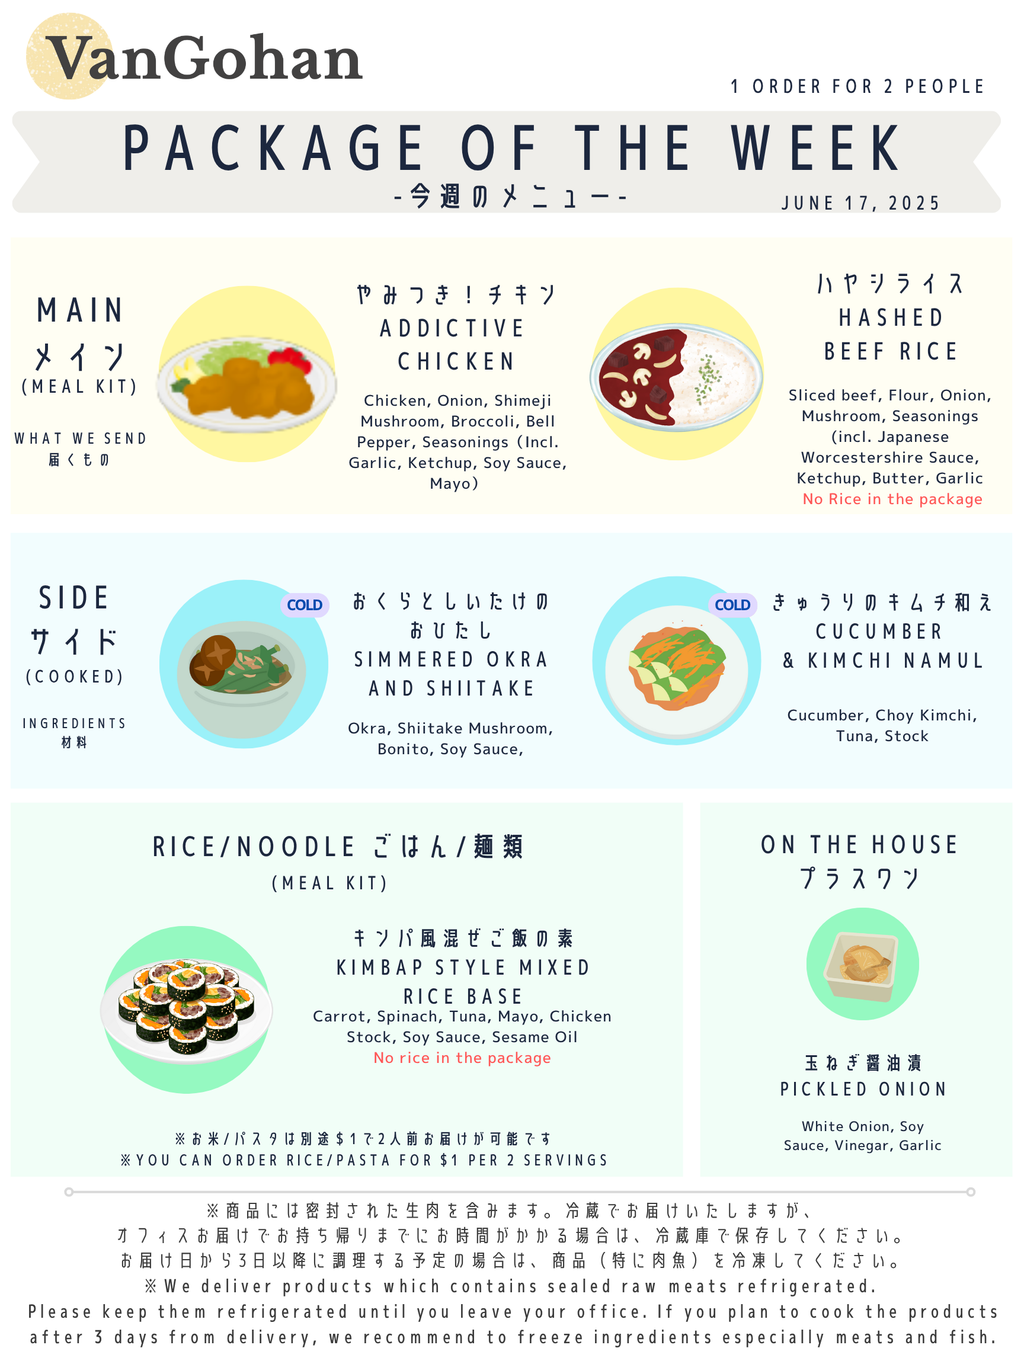 VanGohan
1 ORDER FOR 2 PEOPLE
PACKAGE OF THE WEEK
-今週のメニュー-
JUNE 17, 2025
MAIN
メイン
(MEAL KIT)
WHAT WE SEND
届くもの
やみつき！チキン
ADDICTIVE
CHICKEN
Chicken, Onion, Shimeji
Mushroom, Broccoli, Bell
Pepper, Seasonings (Incl.
Garlic, Ketchup, Soy Sauce,
Mayo)
ハヤシライス
HASHED
BEEF RICE
Sliced beef, Flour, Onion,
Mushroom, Seasonings
(incl. Japanese
Worcestershire Sauce,
Ketchup, Butter, Garlic
No Rice in the package
SIDE
サイド
(COOKED)
INGREDIENTS
材料
COLD
おくらとしいたけの
おひたし
SIMMERED OKRA
AND SHIITAKE
Okra, Shiitake Mushroom,
Bonito, Soy Sauce,
COLD
きゅうりのキムチ和え
CUCUMBER
& KIMCHI NAMUL
Cucumber, Choy Kimchi,
Tuna, Stock
RICE/NOODLE ごはん/麺類
(MEAL KIT)
キンパ風混ぜご飯の素
KIMBAP STYLE MIXED
RICE BASE
Carrot, Spinach, Tuna, Mayo, Chicken
Stock, Soy Sauce, Sesame Oil
No rice in the package
※お米/パスタは別途$1で2人前お届けが可能です
※YOU CAN ORDER RICE/PASTA FOR $1 PER 2 SERVINGS
ON THE HOUSE
プラスワン
玉ねぎ醤油漬
PICKLED ONION
White Onion, Soy
Sauce, Vinegar, Garlic
※商品には密封された生肉を含みます。冷蔵でお届けいたしますが、
オフィスお届けでお持ち帰りまでにお時間がかかる場合は、冷蔵庫で保存してください。
お届け日から3日以降に調理する予定の場合は、商品（特に肉魚）を冷凍してください。
※We deliver products which contains sealed raw meats refrigerated.
Please keep them refrigerated until you leave your office. If you plan to cook the products
after 3 days from delivery, we recommend to freeze ingredients especially meats and fish.